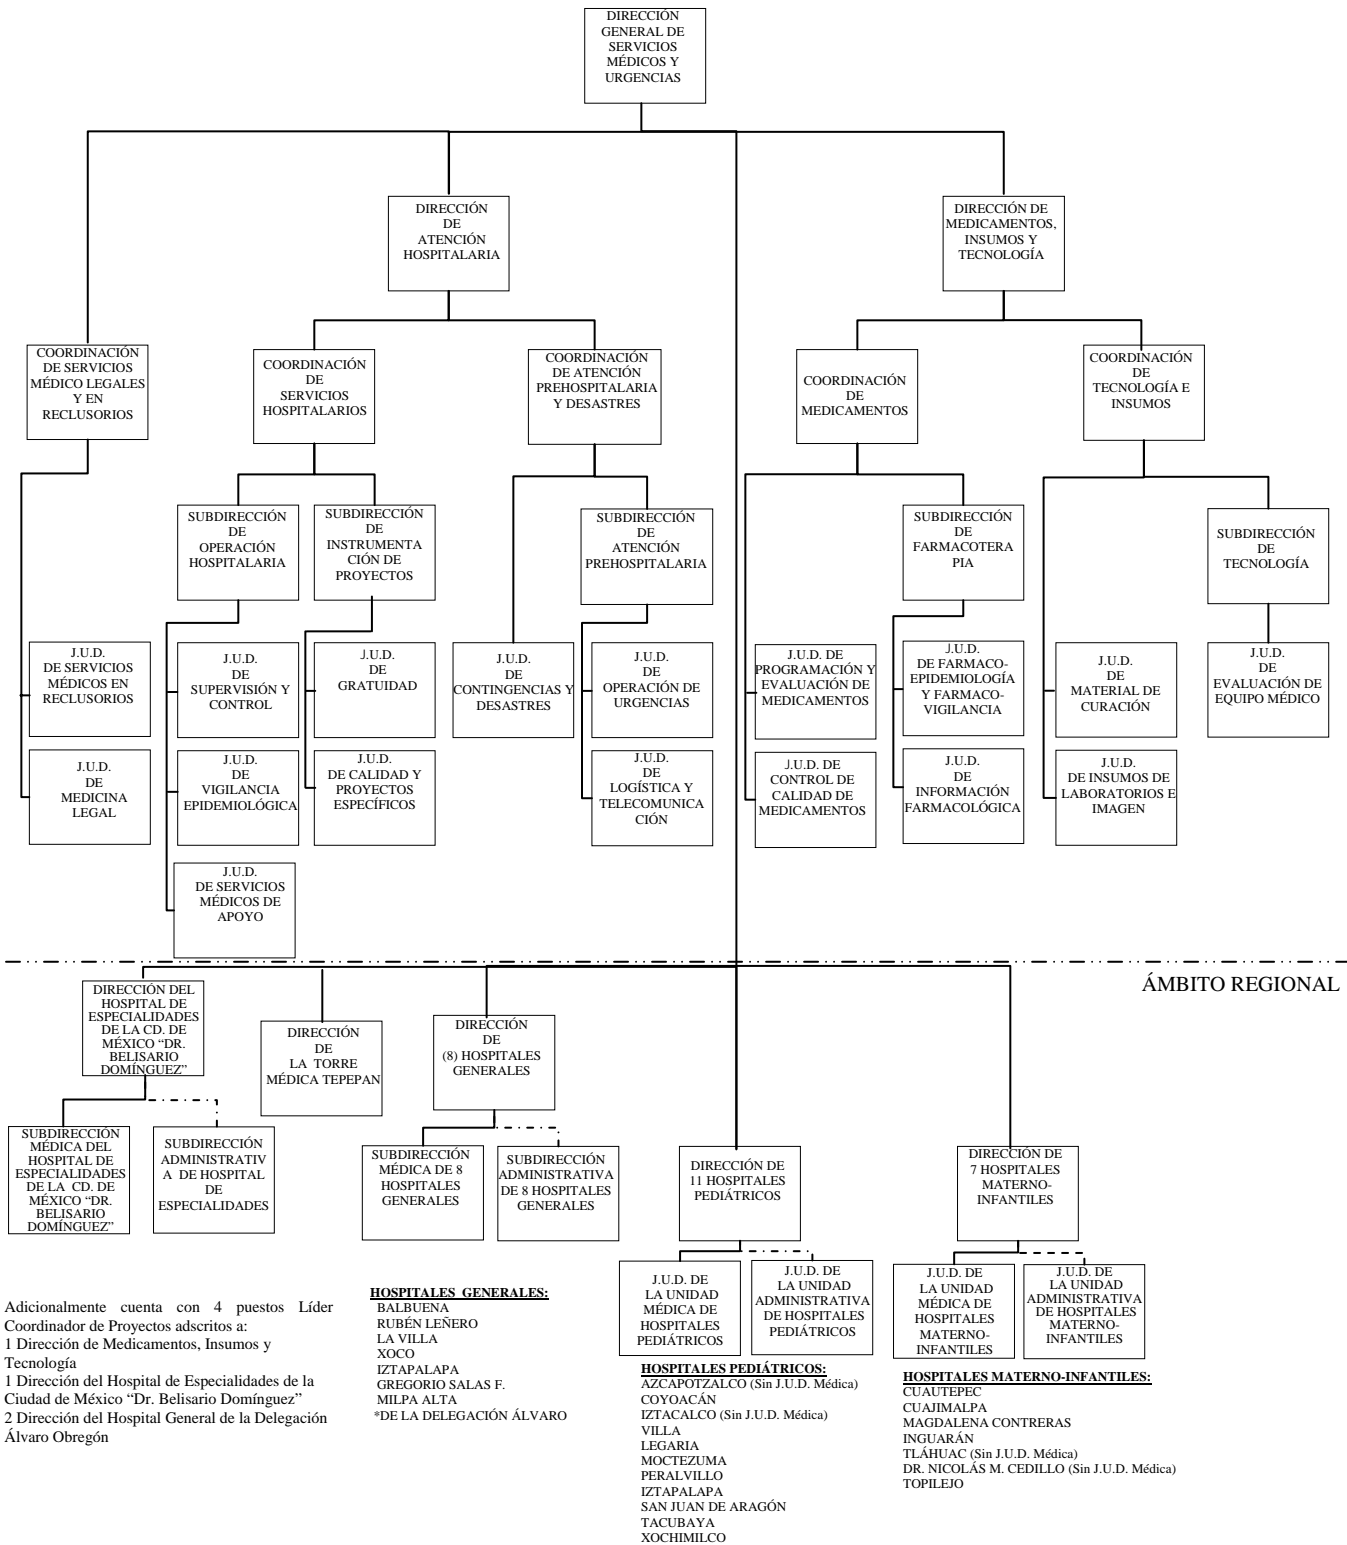 DIRECCIÓN
GENERAL DE
SERVICIOS
MÉDICOS Y
URGENCIAS
DIRECCIÓN
DE
ATENCIÓN
HOSPITALARIA
DIRECCIÓN DE
MEDICAMENTOS,
INSUMOS Y
TECNOLOGÍA
COORDINACIÓN
DE SERVICIOS
MÉDICO LEGALES
Y EN
RECLUSORIOS
COORDINACIÓN
DE
SERVICIOS
HOSPITALARIOS
COORDINACIÓN
DE ATENCIÓN
PREHOSPITALARIA
Y DESASTRES
COORDINACIÓN
DE
MEDICAMENTOS
COORDINACIÓN
DE
TECNOLOGÍA E
INSUMOS
SUBDIRECCIÓN
DE
OPERACIÓN
HOSPITALARIA
SUBDIRECCIÓN
DE
INSTRUMENTA
CIÓN DE
PROYECTOS
SUBDIRECCIÓN
DE
ATENCIÓN
PREHOSPITALARIA
SUBDIRECCIÓN
DE
FARMACOTERA
PIA
SUBDIRECCIÓN
DE
TECNOLOGÍA
J.U.D.
DE SERVICIOS
MÉDICOS EN
RECLUSORIOS
J.U.D.
DE
SUPERVISIÓN Y
CONTROL
J.U.D.
DE
GRATUIDAD
J.U.D.
DE
CONTINGENCIAS Y
DESASTRES
J.U.D.
DE
OPERACIÓN DE
URGENCIAS
J.U.D. DE
PROGRAMACIÓN Y
EVALUACIÓN DE
MEDICAMENTOS
J.U.D.
DE FARMACO-
EPIDEMIOLOGÍA
Y FARMACO-
VIGILANCIA
J.U.D.
DE
MATERIAL DE
CURACIÓN
J.U.D.
DE
EVALUACIÓN DE
EQUIPO MÉDICO
J.U.D.
DE
MEDICINA
LEGAL
J.U.D.
DE
VIGILANCIA
EPIDEMIOLÓGICA
J.U.D.
DE CALIDAD Y
PROYECTOS
ESPECÍFICOS
J.U.D.
DE
LOGÍSTICA Y
TELECOMUNICA
CIÓN
J.U.D. DE
CONTROL DE
CALIDAD DE
MEDICAMENTOS
J.U.D.
DE
INFORMACIÓN
FARMACOLÓGICA
J.U.D.
DE INSUMOS DE
LABORATORIOS E
IMAGEN
J.U.D.
DE SERVICIOS
MÉDICOS DE
APOYO
ÁMBITO REGIONAL
DIRECCIÓN DEL
HOSPITAL DE
ESPECIALIDADES
DE LA CD. DE
MÉXICO “DR.
BELISARIO
DOMÍNGUEZ”
DIRECCIÓN
DE
LA TORRE
MÉDICA TEPEPAN
DIRECCIÓN
DE
(8) HOSPITALES
GENERALES
SUBDIRECCIÓN
MÉDICA DEL
HOSPITAL DE
ESPECIALIDADES
DE LA CD. DE
MÉXICO “DR.
BELISARIO
DOMÍNGUEZ”
SUBDIRECCIÓN
ADMINISTRATIV
A DE HOSPITAL
DE
ESPECIALIDADES
SUBDIRECCIÓN
MÉDICA DE 8
HOSPITALES
GENERALES
SUBDIRECCIÓN
ADMINISTRATIVA
DE 8 HOSPITALES
GENERALES
DIRECCIÓN DE
11 HOSPITALES
PEDIÁTRICOS
DIRECCIÓN DE
7 HOSPITALES
MATERNO-
INFANTILES
J.U.D. DE
LA UNIDAD
MÉDICA DE
HOSPITALES
PEDIÁTRICOS
J.U.D. DE
LA UNIDAD
ADMINISTRATIVA
DE HOSPITALES
PEDIÁTRICOS
J.U.D. DE
LA UNIDAD
MÉDICA DE
HOSPITALES
MATERNO-
INFANTILES
J.U.D. DE
LA UNIDAD
ADMINISTRATIVA
DE HOSPITALES
MATERNO-
INFANTILES
Adicionalmente cuenta con 4 puestos Líder
Coordinador de Proyectos adscritos a:
1 Dirección de Medicamentos, Insumos y
Tecnología
1 Dirección del Hospital de Especialidades de la
Ciudad de México “Dr. Belisario Domínguez”
2 Dirección del Hospital General de la Delegación
Álvaro Obregón
HOSPITALES GENERALES:
BALBUENA
RUBÉN LEÑERO
LA VILLA
XOCO
IZTAPALAPA
GREGORIO SALAS F.
MILPA ALTA
*DE LA DELEGACIÓN ÁLVARO
HOSPITALES PEDIÁTRICOS:
AZCAPOTZALCO (Sin J.U.D. Médica)
COYOACÁN
IZTACALCO (Sin J.U.D. Médica)
VILLA
LEGARIA
MOCTEZUMA
PERALVILLO
IZTAPALAPA
SAN JUAN DE ARAGÓN
TACUBAYA
XOCHIMILCO
HOSPITALES MATERNO-INFANTILES:
CUAUTEPEC
CUAJIMALPA
MAGDALENA CONTRERAS
INGUARÁN
TLÁHUAC (Sin J.U.D. Médica)
DR. NICOLÁS M. CEDILLO (Sin J.U.D. Médica)
TOPILEJO